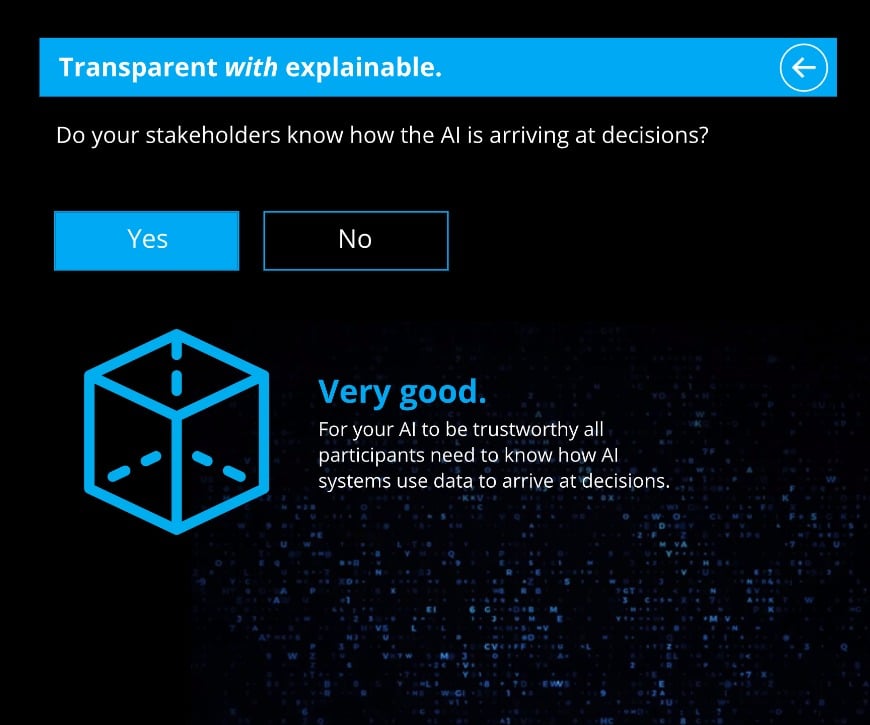 Transparent with explainable.
Do your stakeholders know how the AI is arriving at decisions?
Yes
No
Very good.
For your AI to be trustworthy all
participants need to know how AI
systems use data to arrive at decisions.